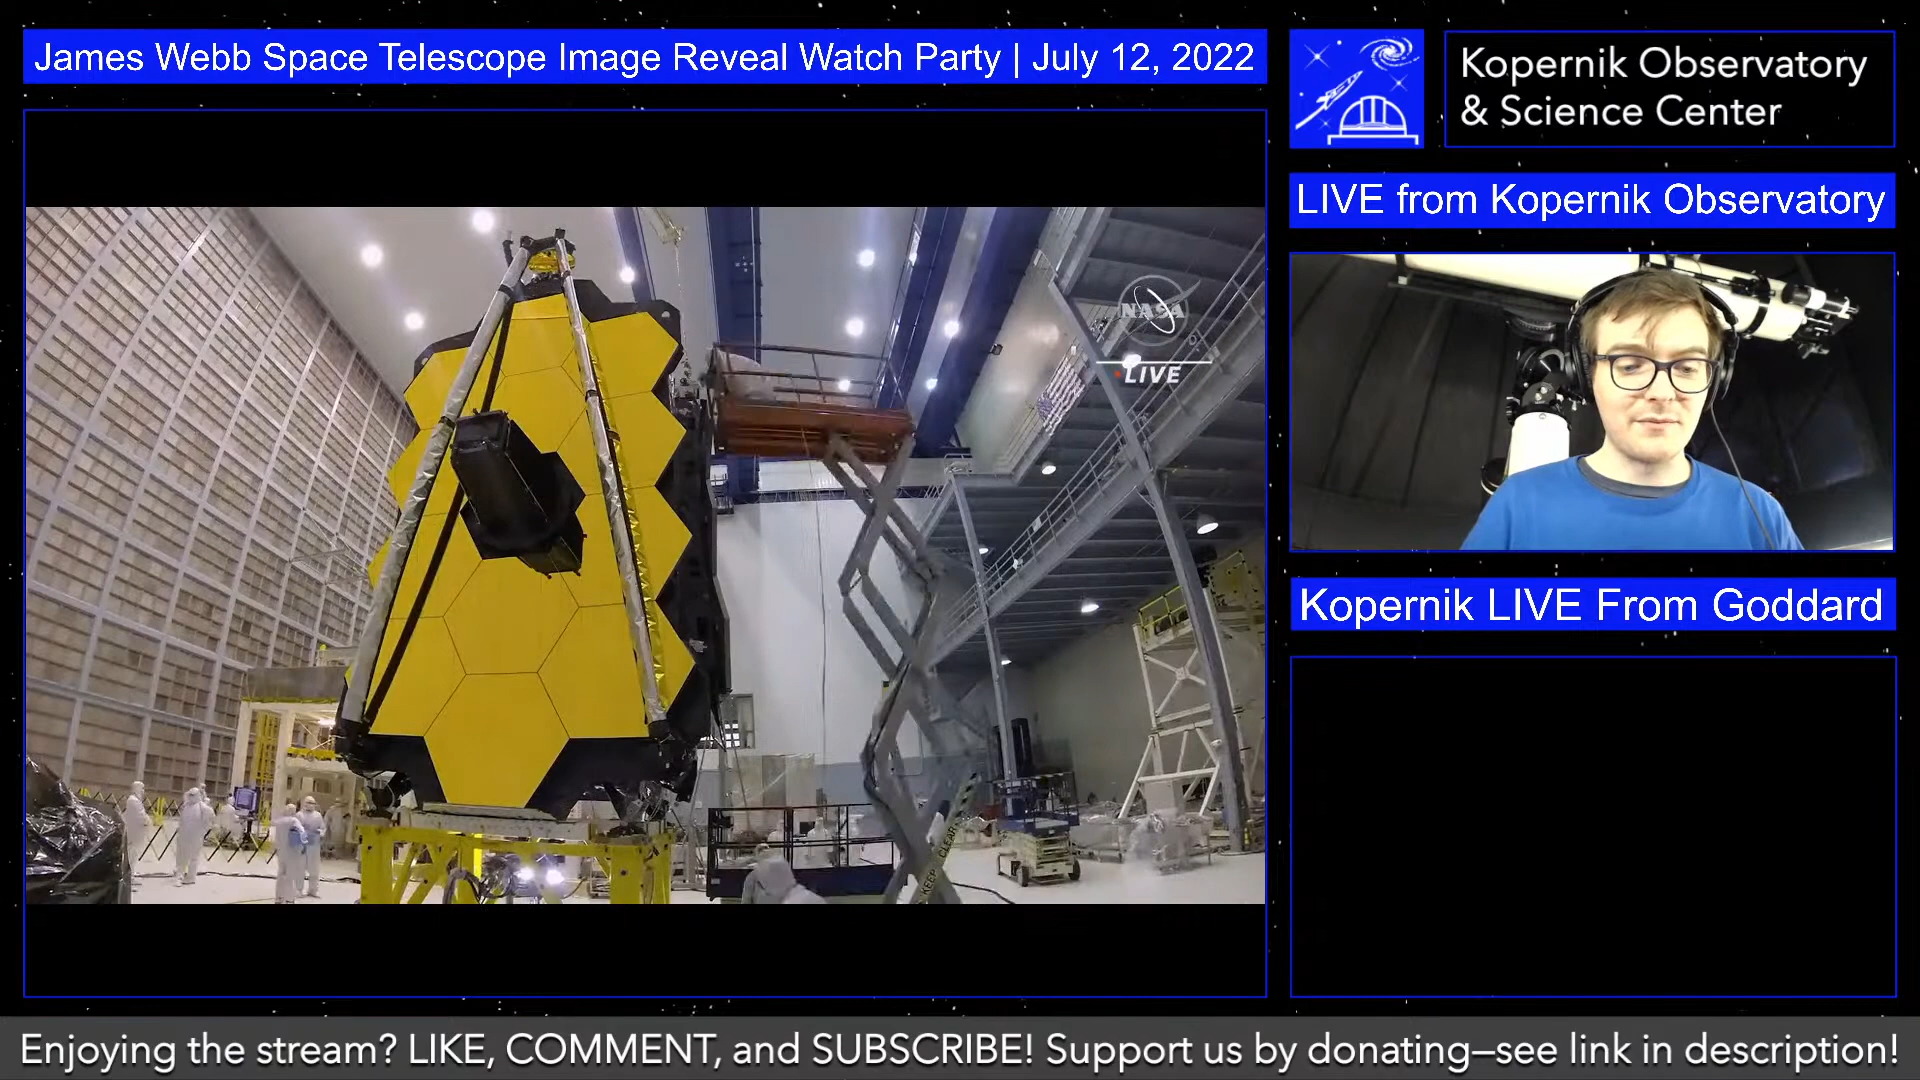 James Webb Space Telescope Image Reveal Watch Party | July 12, 2022
Kopernik Observatory
& Science Center
LIVE from Kopernik Observatory
NASA
LIVE
Kopernik LIVE From Goddard
KEEP CLEAR
Enjoying the stream? LIKE, COMMENT, and SUBSCRIBE! Support us by donating—see link in description!